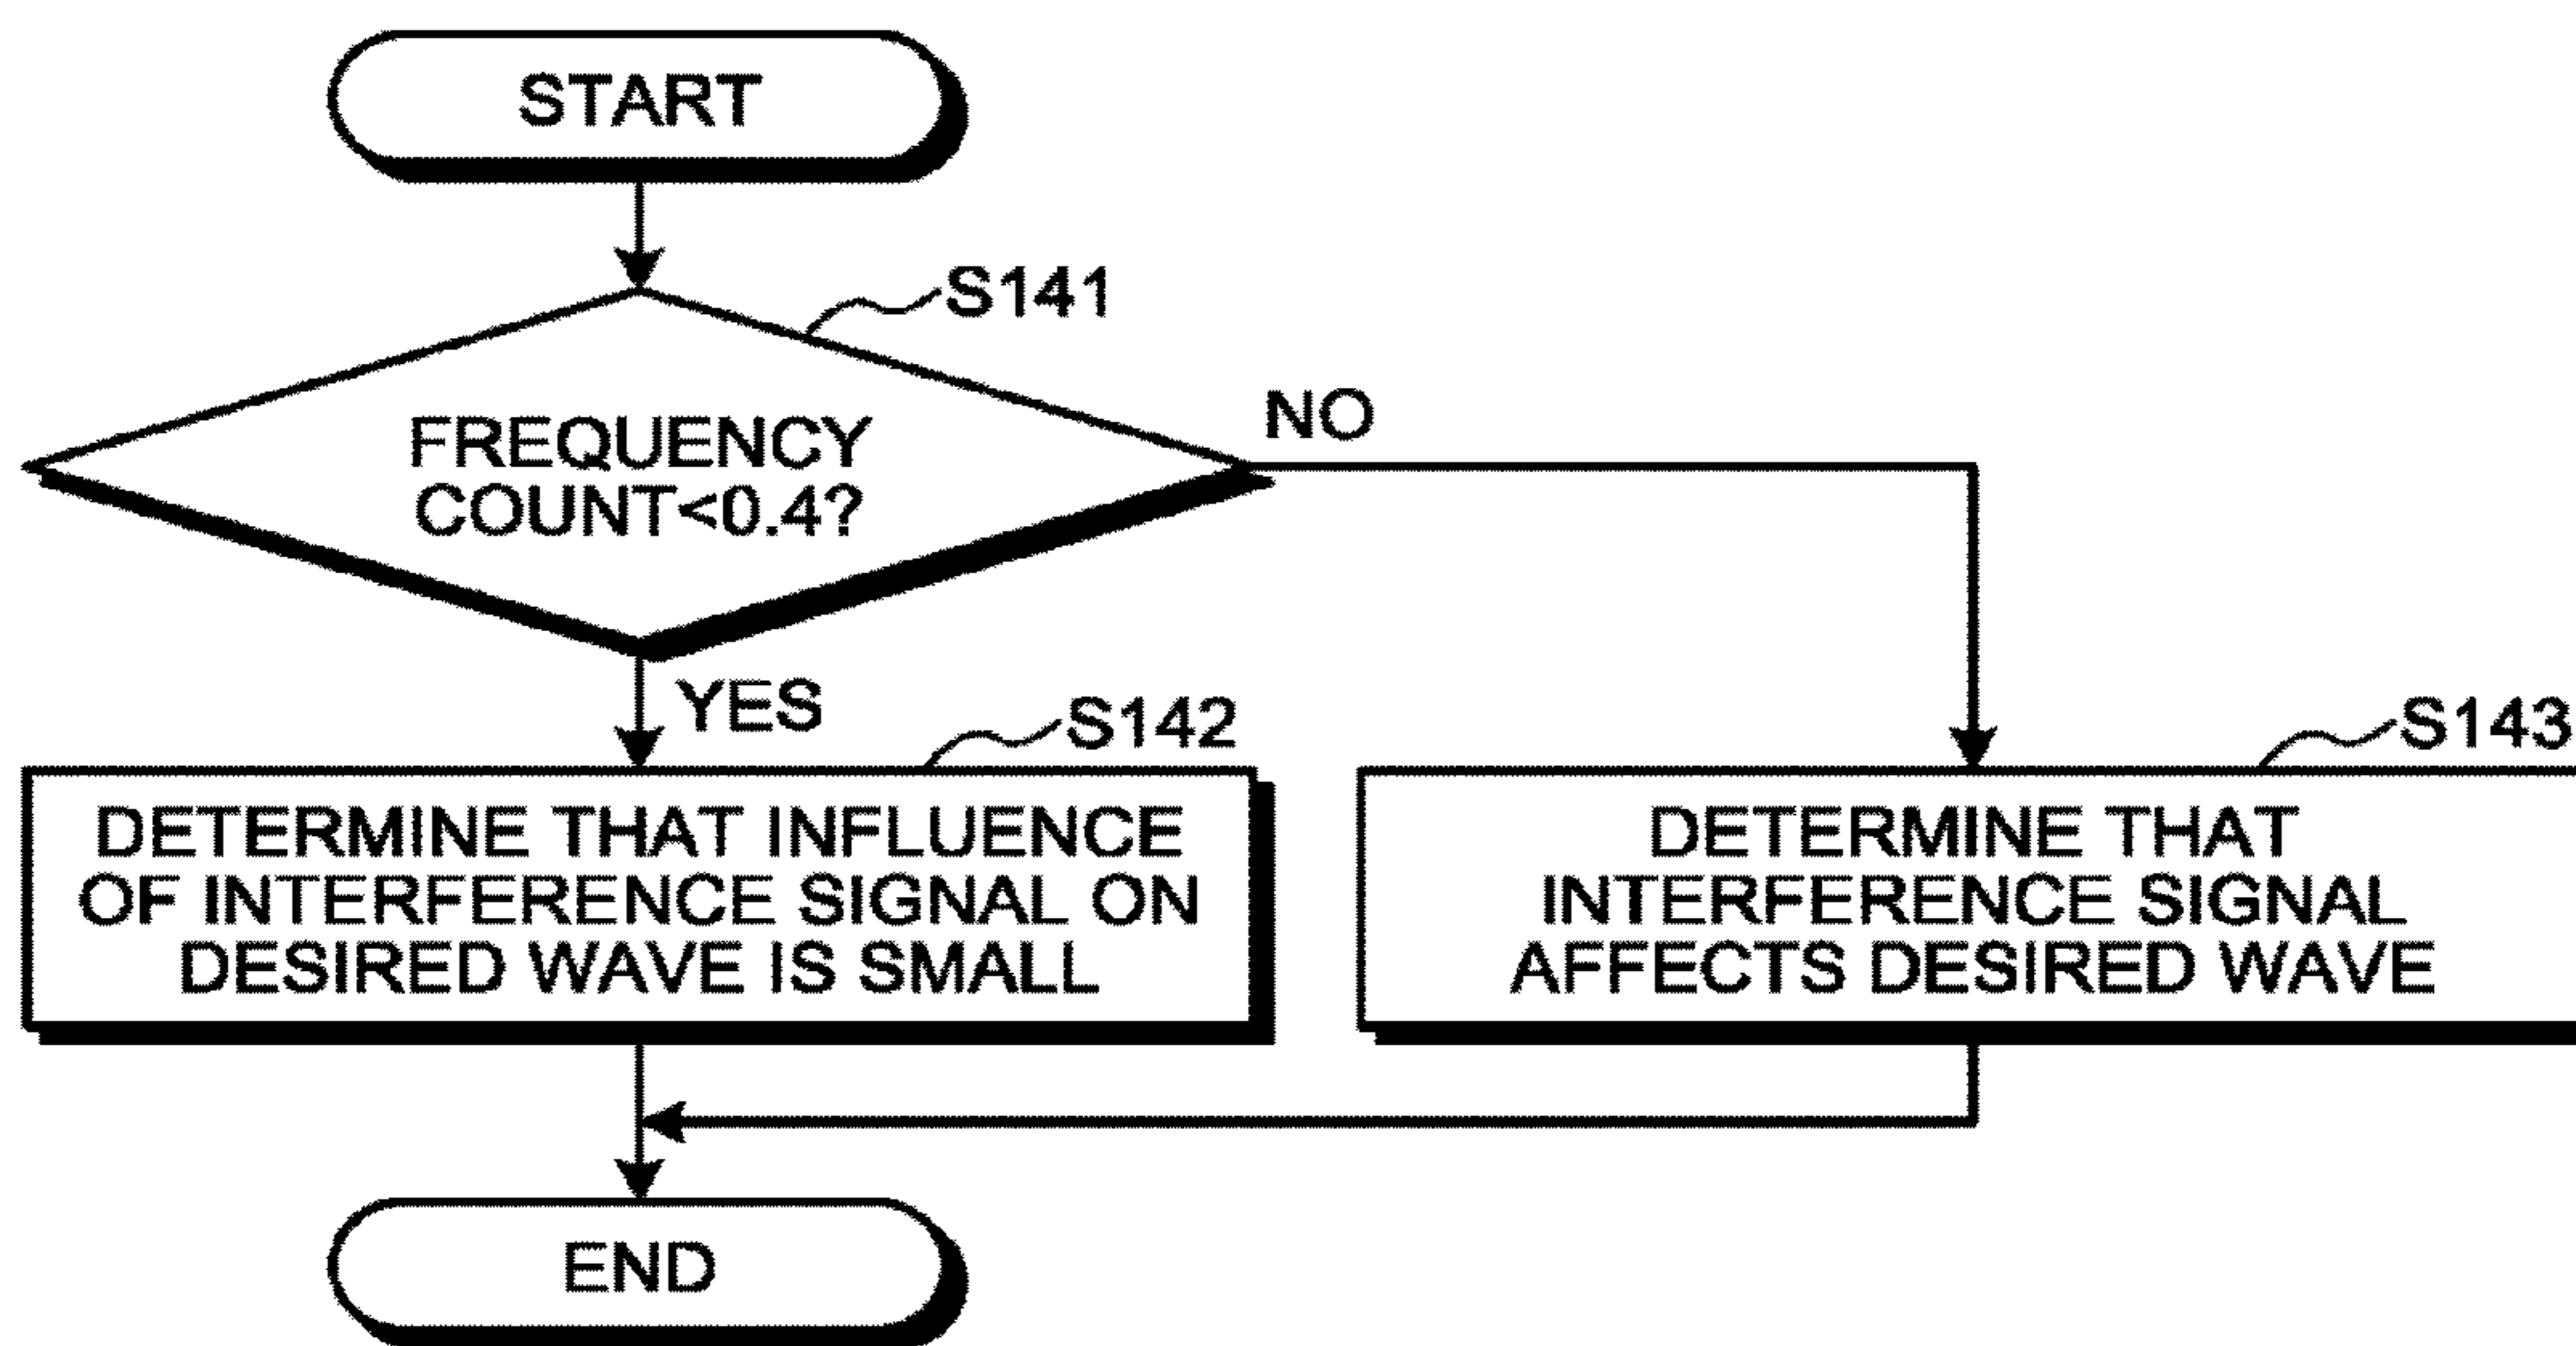 START
S141
FREQUENCY
COUNT<0.4?
NO
YES
S142
DETERMINE THAT INFLUENCE
OF INTERFERENCE SIGNAL ON
DESIRED WAVE IS SMALL
S143
DETERMINE THAT
INTERFERENCE SIGNAL
AFFECTS DESIRED WAVE
END